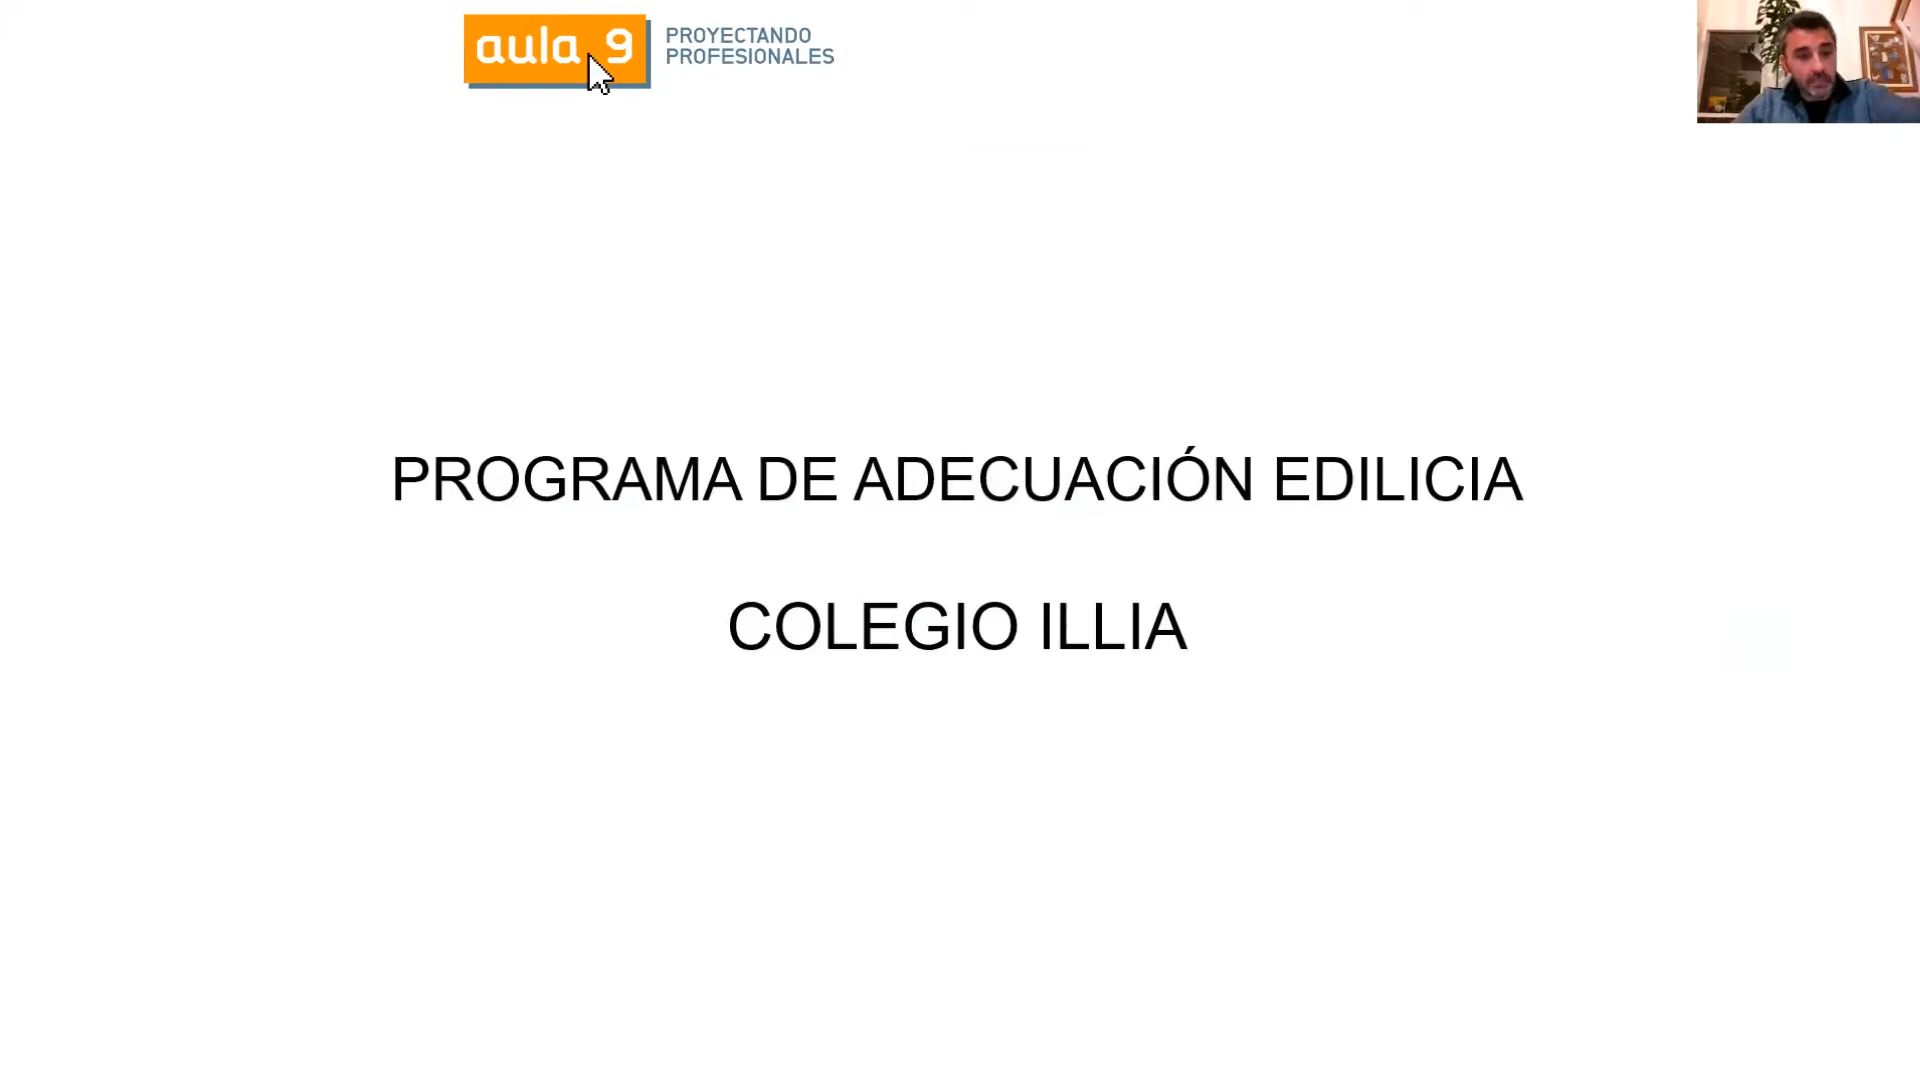 aula 9
PROYECTANDO
PROFESIONALES
PROGRAMA DE ADECUACIÓN EDILICIA
COLEGIO ILLIA